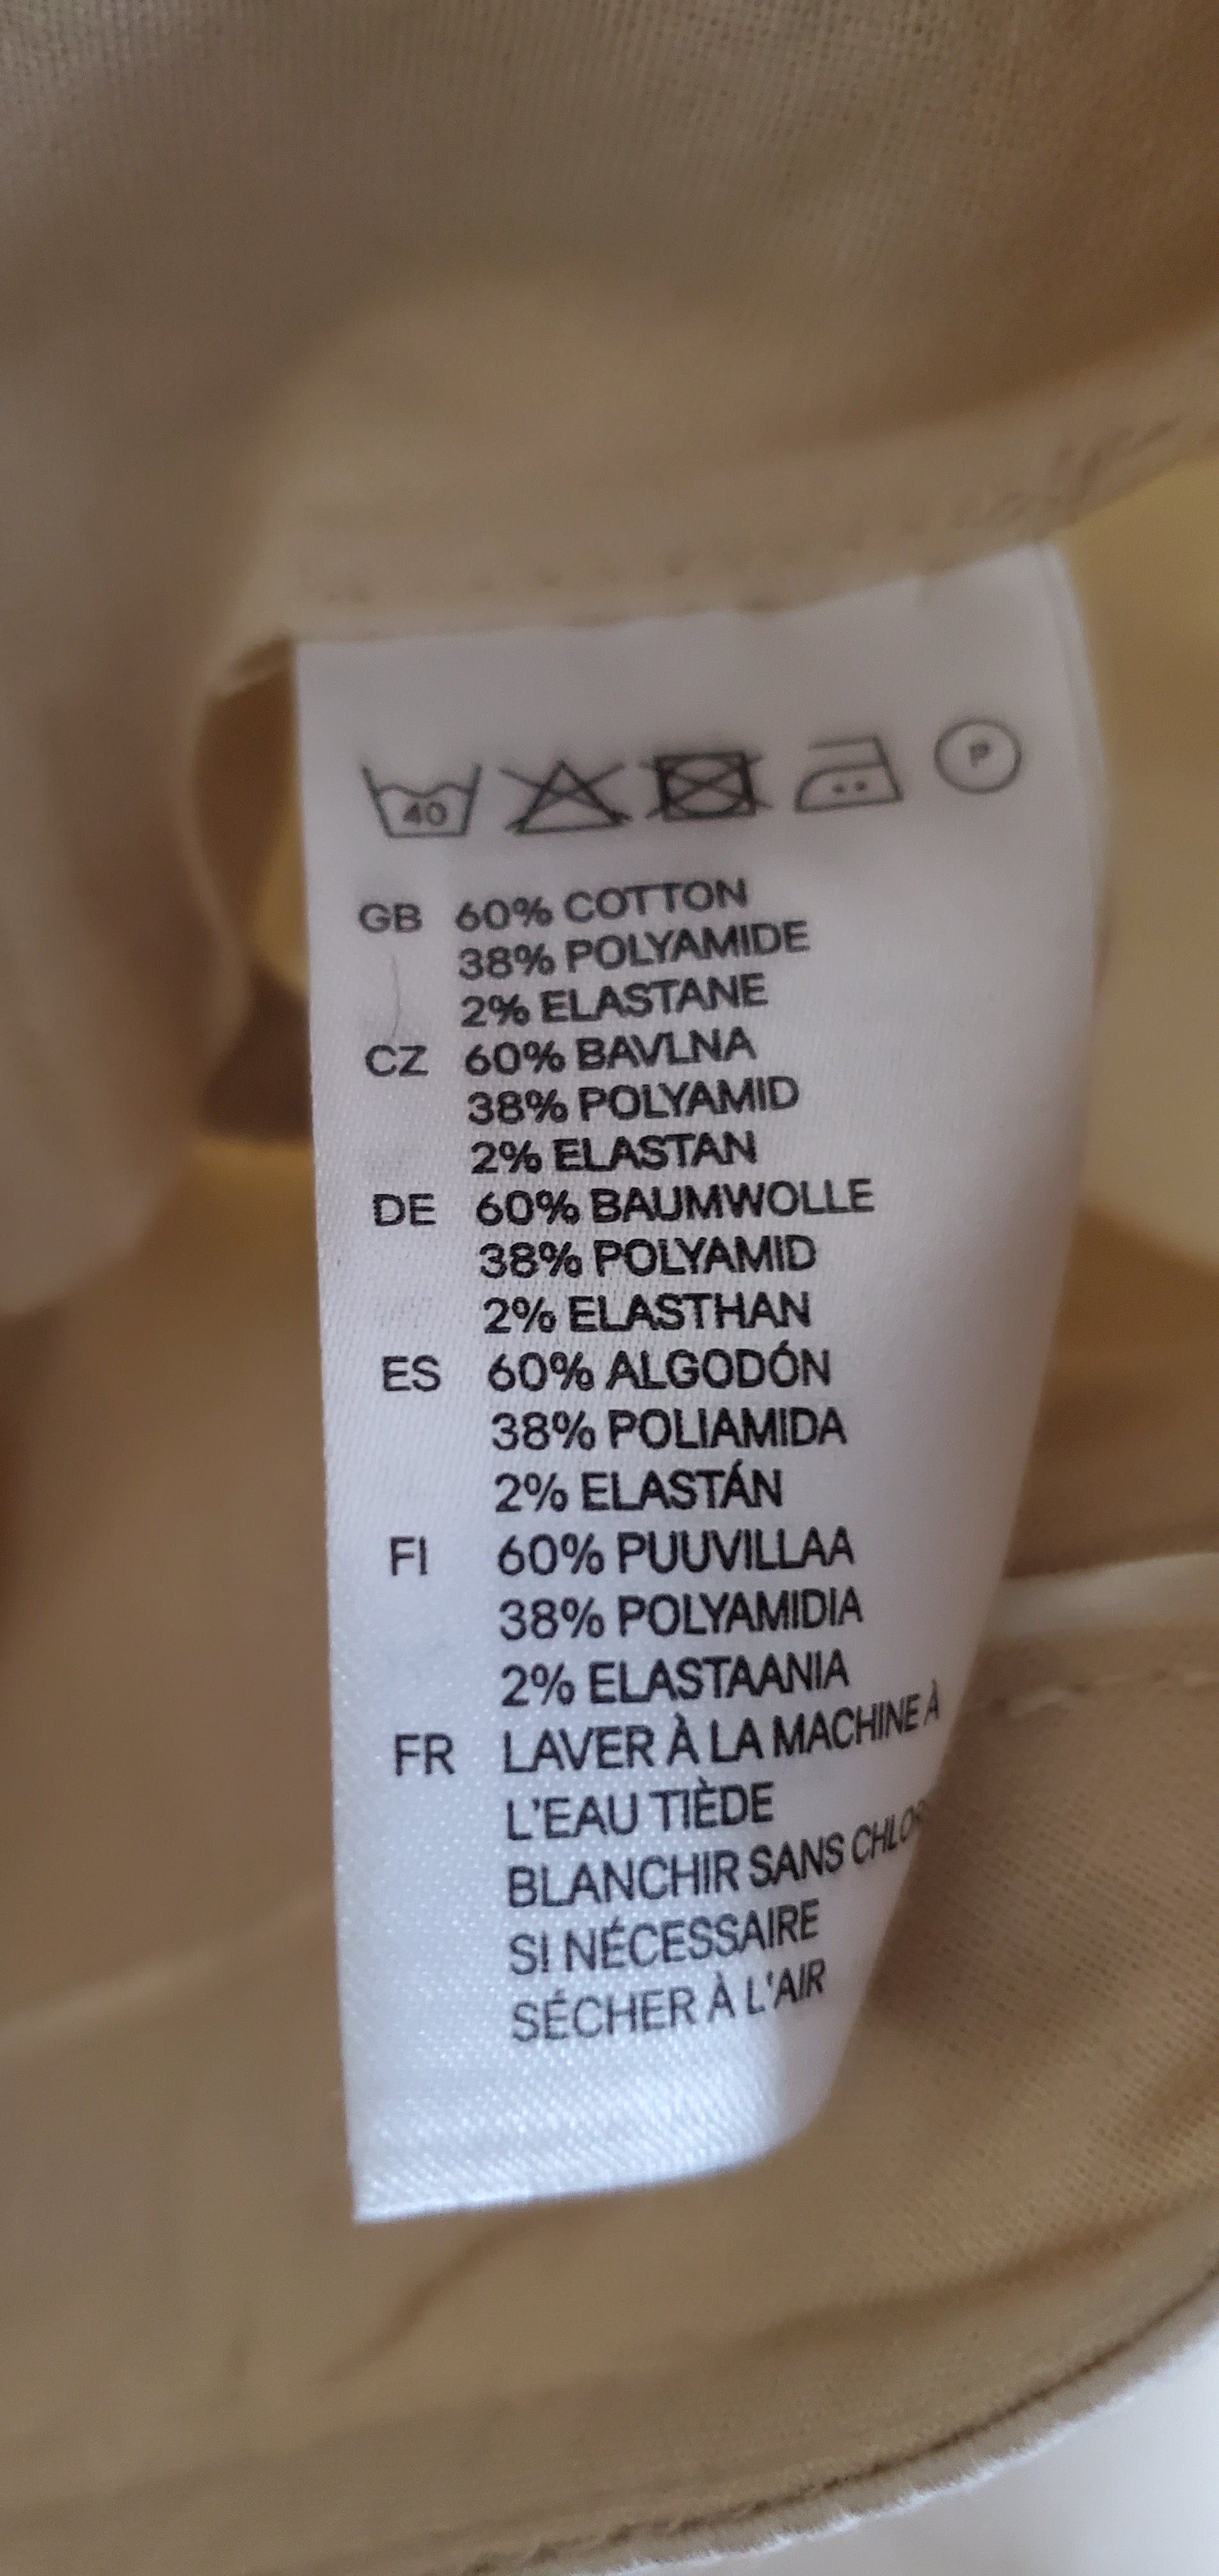 40 P
GB 60% COTTON
38% POLYAMIDE
2% ELASTANE
CZ 60% BAVLNA
38% POLYAMID
2% ELASTAN
DE 60% BAUMWOLLE
38% POLYAMID
2% ELASTHAN
ES 60% ALGODÓN
38% POLIAMIDA
2% ELASTÁN
FI 60% PUUVILLAA
38% POLYAMIDIA
2% ELASTAANIA
FR LAVER À LA MACHINE À
L'EAU TIÈDE
BLANCHIR SANS
SI NÉCESSAIRE
SÉCHER À L'AIR